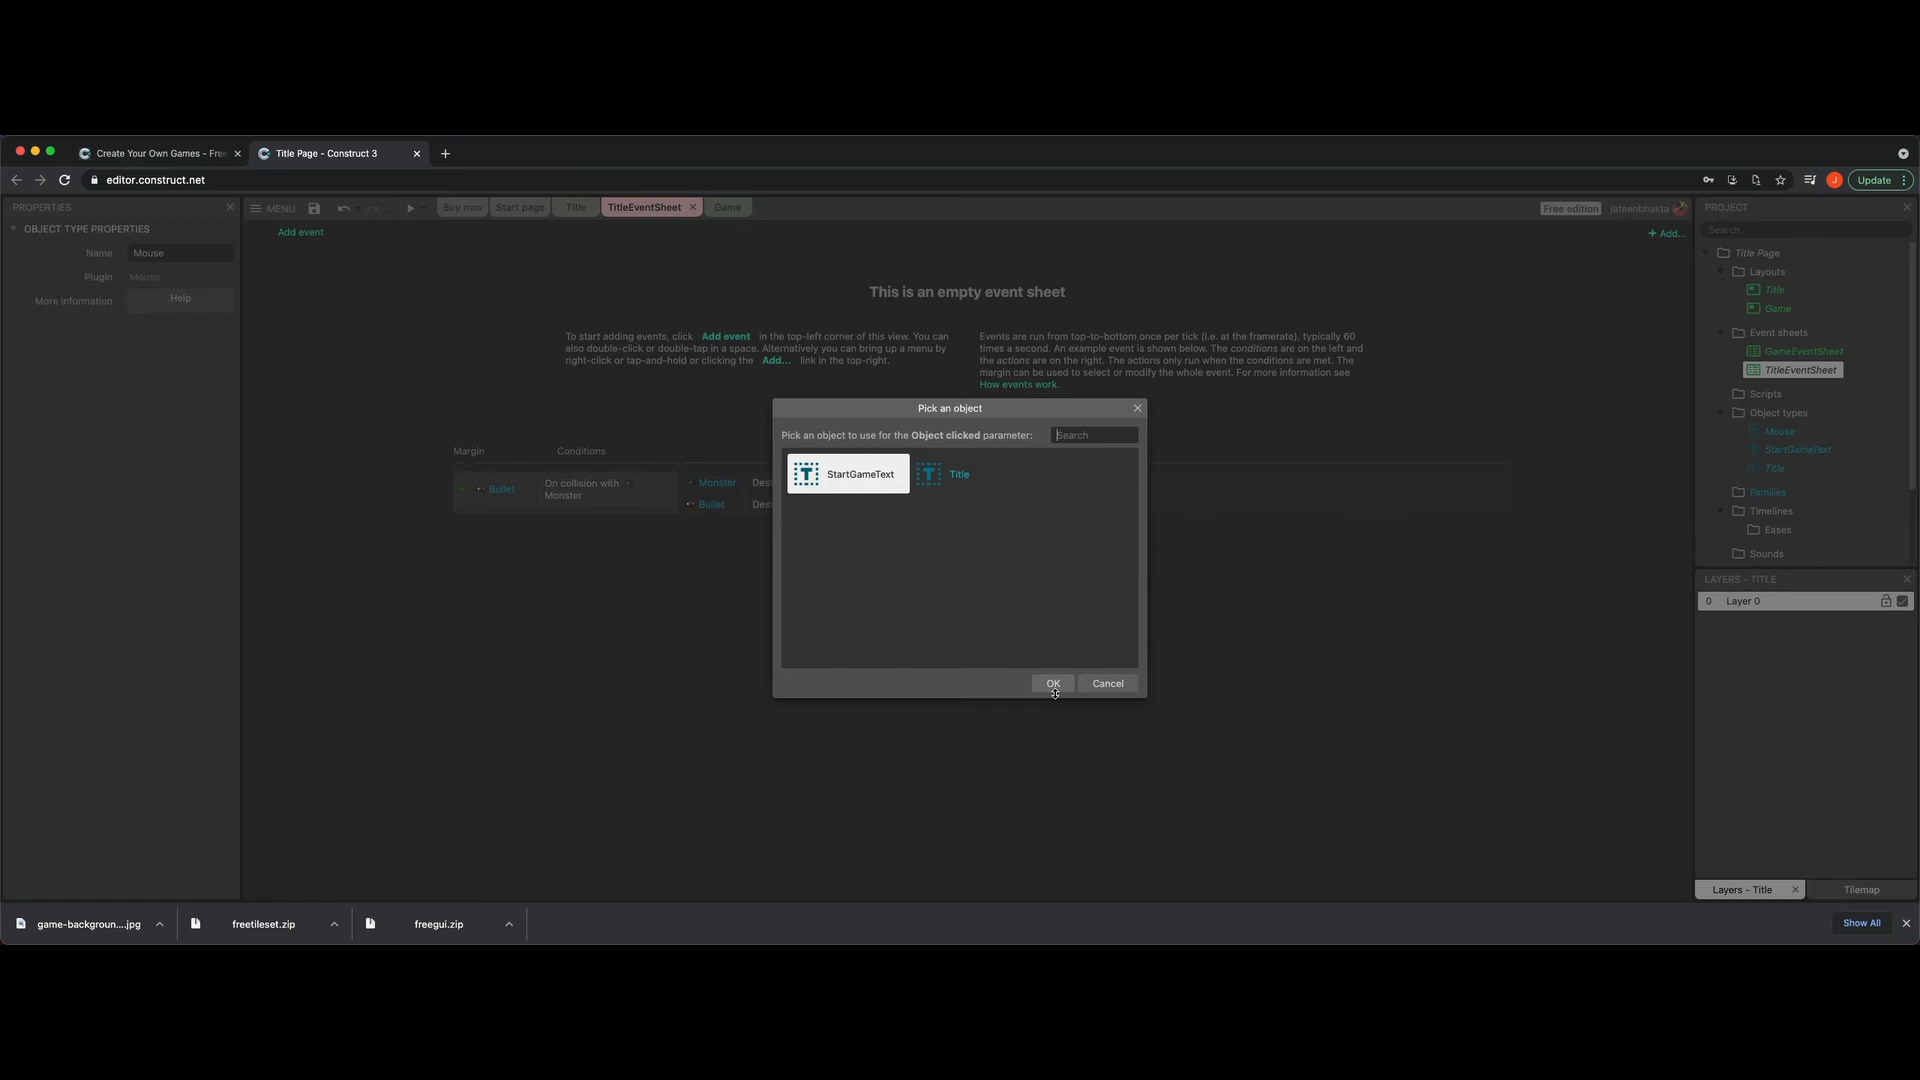 Create Your Own Games - Free
Title Page - Construct 3
editor.construct.net
J
Update
PROPERTIES
MENU
Buy now
Start page
Title
TitleEventSheet
Game
Free edition
jateenbhakta
PROJECT
OBJECT TYPE PROPERTIES
Add event
+ Add...
Search
Name
Mouse
Plugin
Mouse
More information
Help
Title Page
Layouts
Title
Game
Event sheets
GameEventSheet
TitleEventSheet
Scripts
Object types
Mouse
StartGameText
Title
Families
Timelines
Eases
Sounds
This is an empty event sheet
To start adding events, click Add event in the top-left corner of this view. You can
also double-click or double-tap in a space. Alternatively you can bring up a menu by
right-click or tap-and-hold or clicking the Add... link in the top-right.
Events are run from top-to-bottom once per tick (i.e. at the framerate), typically 60
times a second. An example event is shown below. The conditions are on the left and
the actions are on the right. The actions only run when the conditions are met. The
margin can be used to select or modify the whole event. For more information see
How events work.
Margin
Conditions
Bullet
On collision with
Monster
Monster
Dest
Bullet
Dest
Pick an object
Pick an object to use for the Object clicked parameter:
Search
StartGameText
Title
OK
Cancel
LAYERS - TITLE
0 Layer 0
Layers - Title
Tilemap
game-backgroun....jpg
freetileset.zip
freegui.zip
Show All